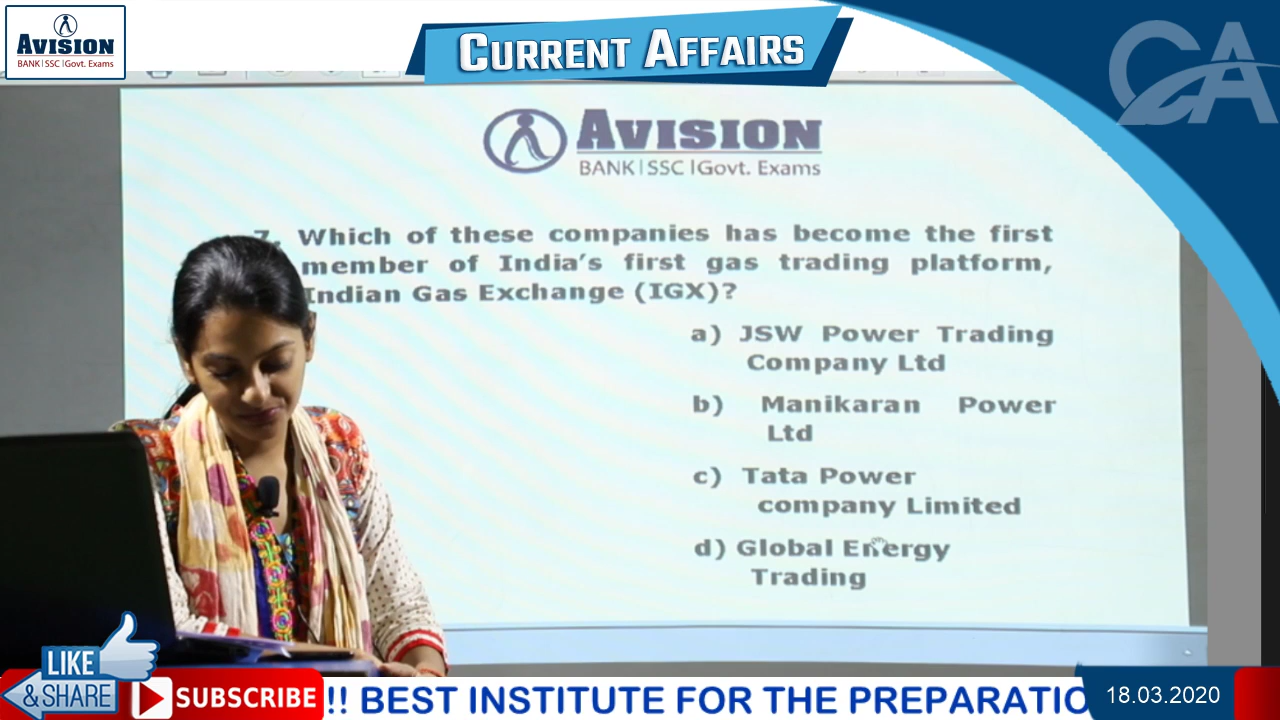 AVISION
BANK|SSC|Govt. Exams
CURRENT AFFAIRS
CA
AVISION
BANK|SSC|Govt. Exams
7. Which of these companies has become the first
member of India's first gas trading platform,
Indian Gas Exchange (IGX)?
a) JSW Power Trading
Company Ltd
b) Manikaran Power
Ltd
c) Tata Power
company Limited
d) Global Energy
Trading
LIKE
& SHARE
SUBSCRIBE
!! BEST INSTITUTE FOR THE PREPARATIO
18.03.2020